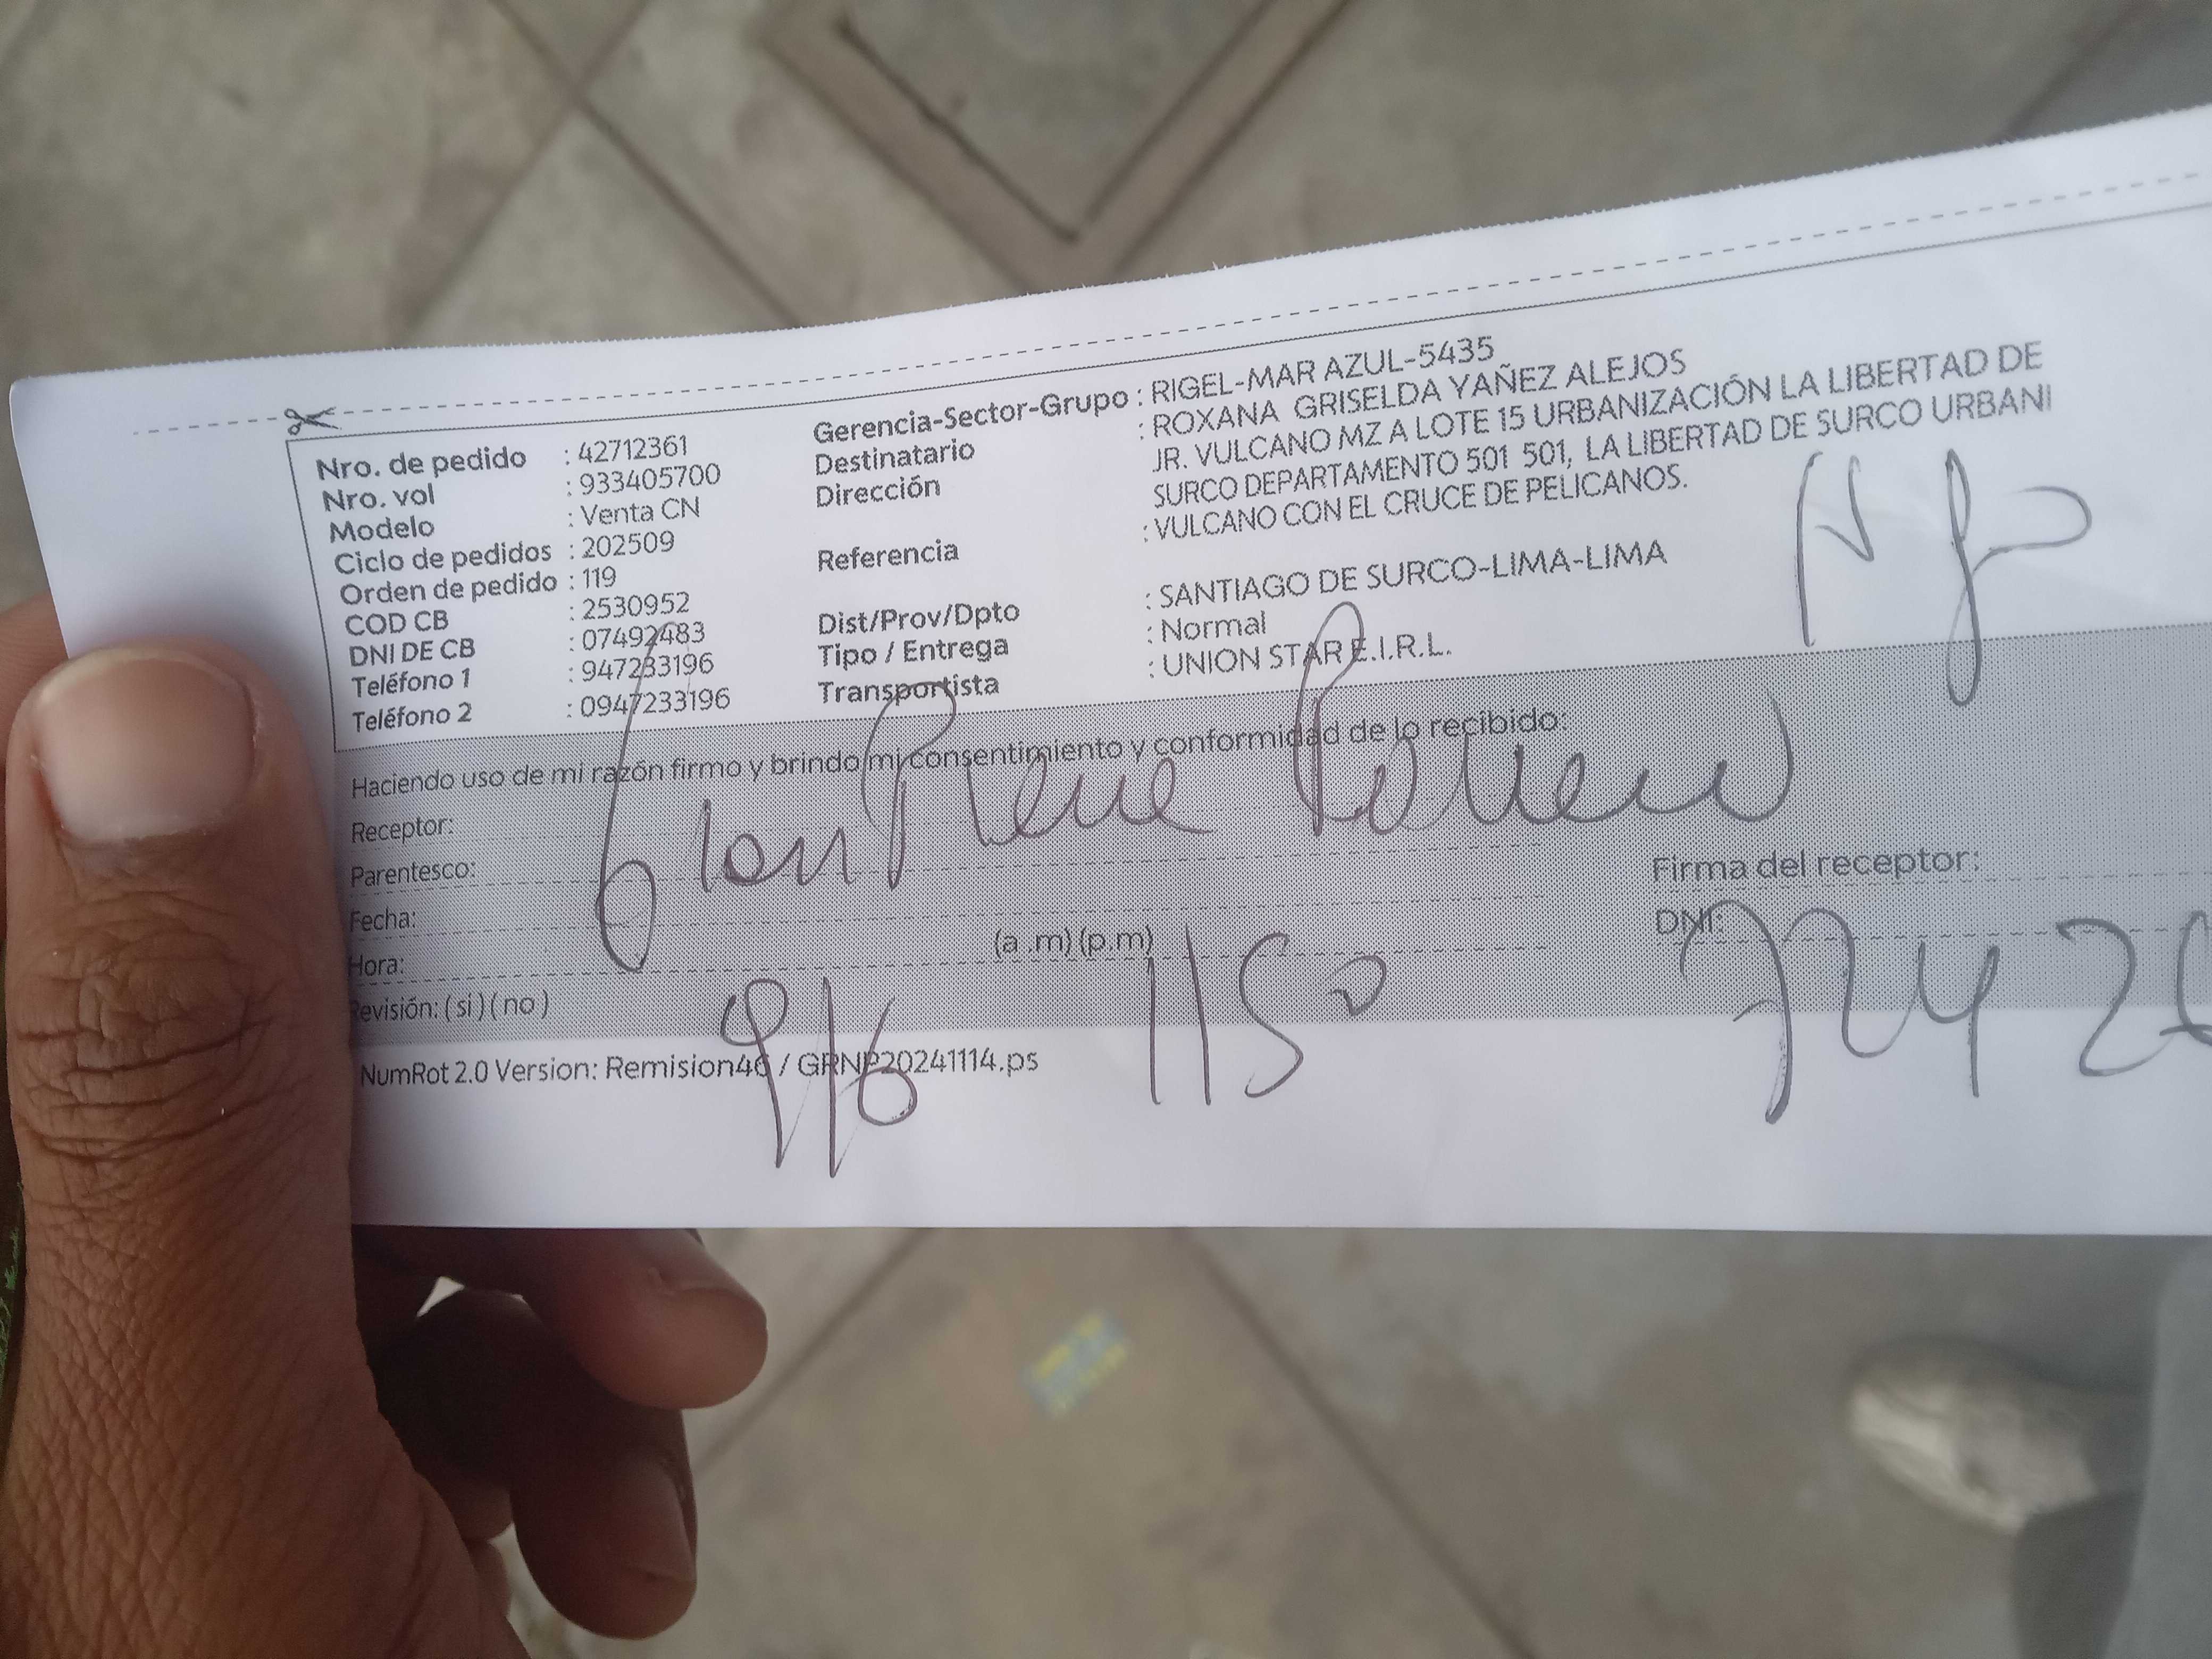 Nro. de pedido : 42712361
Nro. vol : 933405700
Modelo : Venta CN
Ciclo de pedidos : 202509
Orden de pedido : 119
COD CB : 2530952
DNI DE CB : 07492483
Teléfono 1 : 947233196
Teléfono 2 : 0947233196
Gerencia-Sector-Grupo : RIGEL-MAR AZUL-5435
Destinatario : ROXANA GRISELDA YAÑEZ ALEJOS
Dirección JR. VULCANO MZ A LOTE 15 URBANIZACIÓN LA LIBERTAD DE
SURCO DEPARTAMENTO 501 501, LA LIBERTAD DE SURCO URBANI
Referencia : VULCANO CON EL CRUCE DE PELICANOS.
Dist/Prov/Dpto : SANTIAGO DE SURCO-LIMA-LIMA
Tipo / Entrega : Normal
Transportista : UNION STAR E.I.R.L.
Haciendo uso de mi razón firmo y brindo mi consentimiento y conformidad de lo recibido:
Receptor:
Parentesco:
Fecha:
Hora: (a .m) (p.m)
Revisión: ( si ) ( no )
Firma del receptor:
DNI: 7242
9/6 1150
NumRot 2.0 Version: Remision46 / GRNP20241114.ps